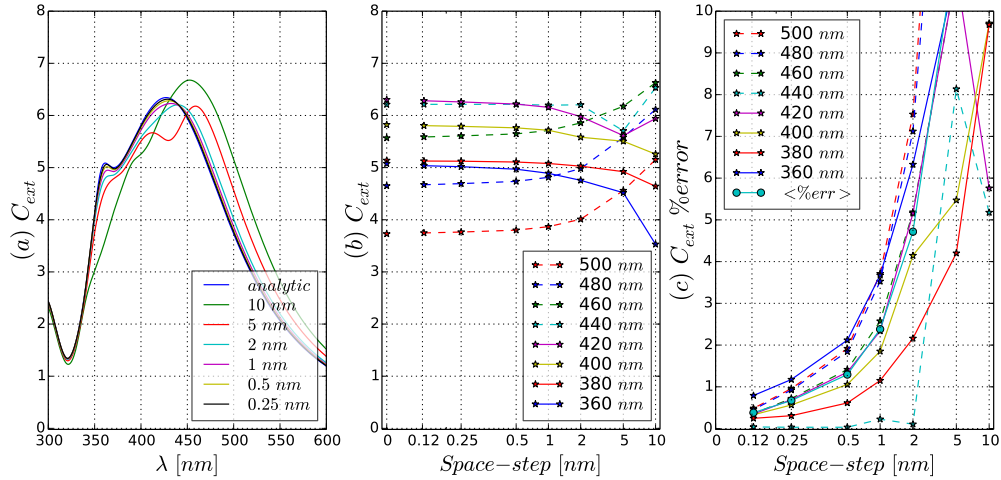 8
7
6
5
4
3
2
1
0
(a) C_ext
300 350 400 450 500 550 600
λ [nm]
analytic
10 nm
5 nm
2 nm
1 nm
0.5 nm
0.25 nm
8
7
6
5
4
3
2
1
0
(b) C_ext
0 0.12 0.25 0.5 1 2 5 10
Space−step [nm]
500 nm
480 nm
460 nm
440 nm
420 nm
400 nm
380 nm
360 nm
10
9
8
7
6
5
4
3
2
1
0
(c) C_ext %error
0 0.12 0.25 0.5 1 2 5 10
Space−step [nm]
500 nm
480 nm
460 nm
440 nm
420 nm
400 nm
380 nm
360 nm
<%err>